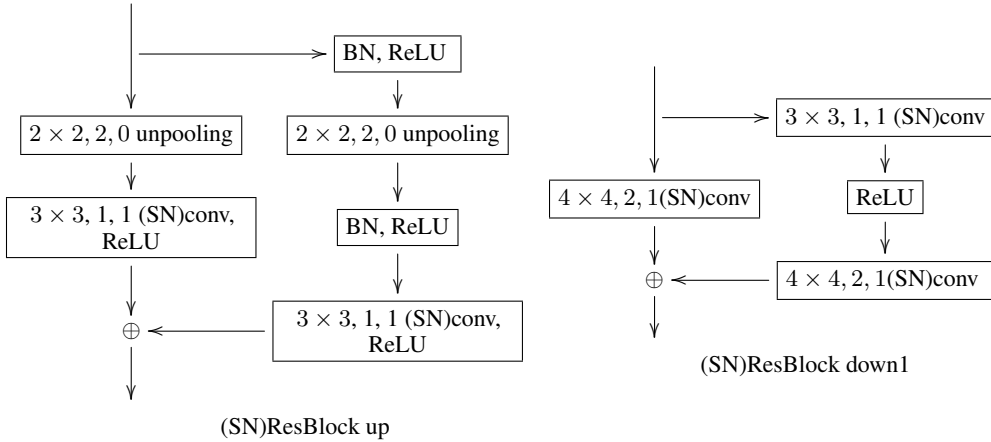 BN, ReLU
2 × 2, 2, 0 unpooling
2 × 2, 2, 0 unpooling
3 × 3, 1, 1 (SN)conv,
ReLU
BN, ReLU
3 × 3, 1, 1 (SN)conv,
ReLU
⊕
(SN)ResBlock up
3 × 3, 1, 1 (SN)conv
4 × 4, 2, 1(SN)conv
ReLU
4 × 4, 2, 1(SN)conv
⊕
(SN)ResBlock down1